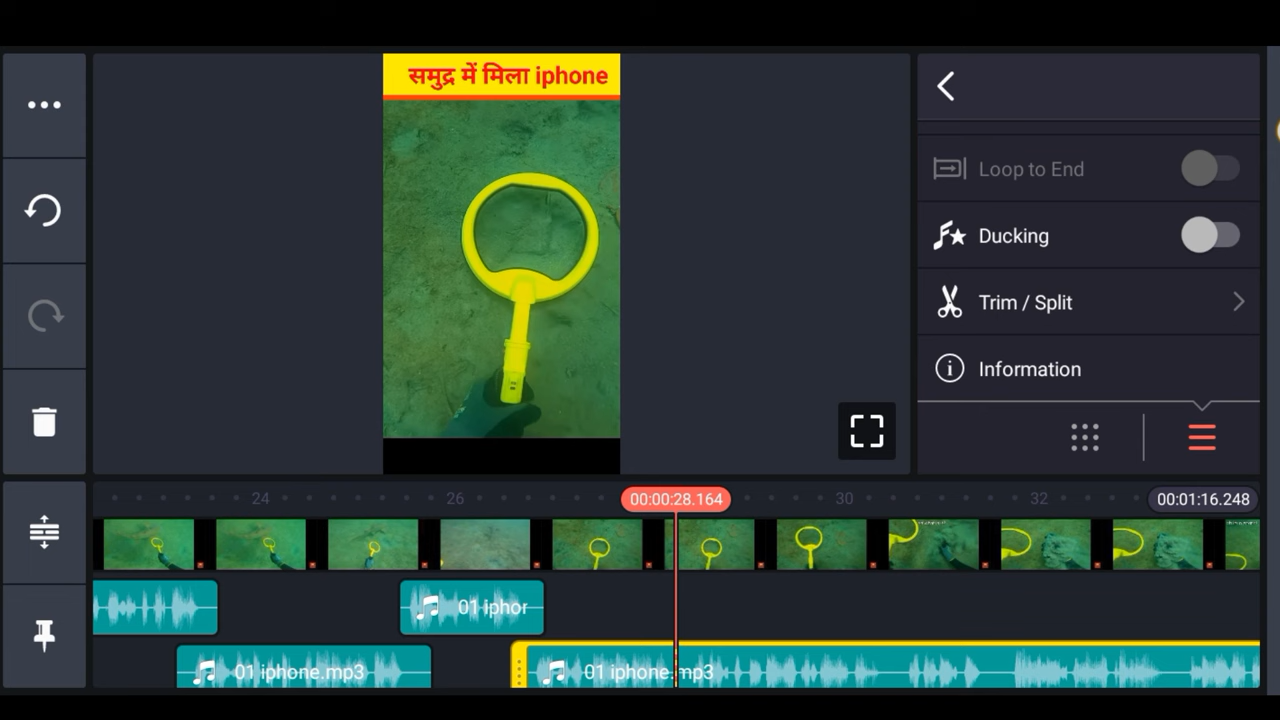 समुद्र में मिला iphone
Loop to End
Ducking
Trim / Split
Information
24
26
00:00:28.164
30
32
00:01:16.248
01 iphor
01 iphone.mp3
01 iphone.mp3